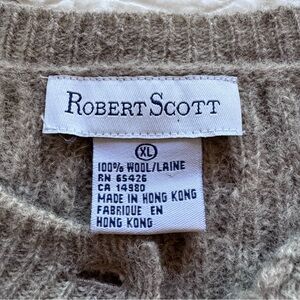 ROBERT SCOTT
XL
100% WOOL/LAINE
RN 65426
CA 14980
MADE IN HONG KONG
FABRIQUE EN
HONG KONG